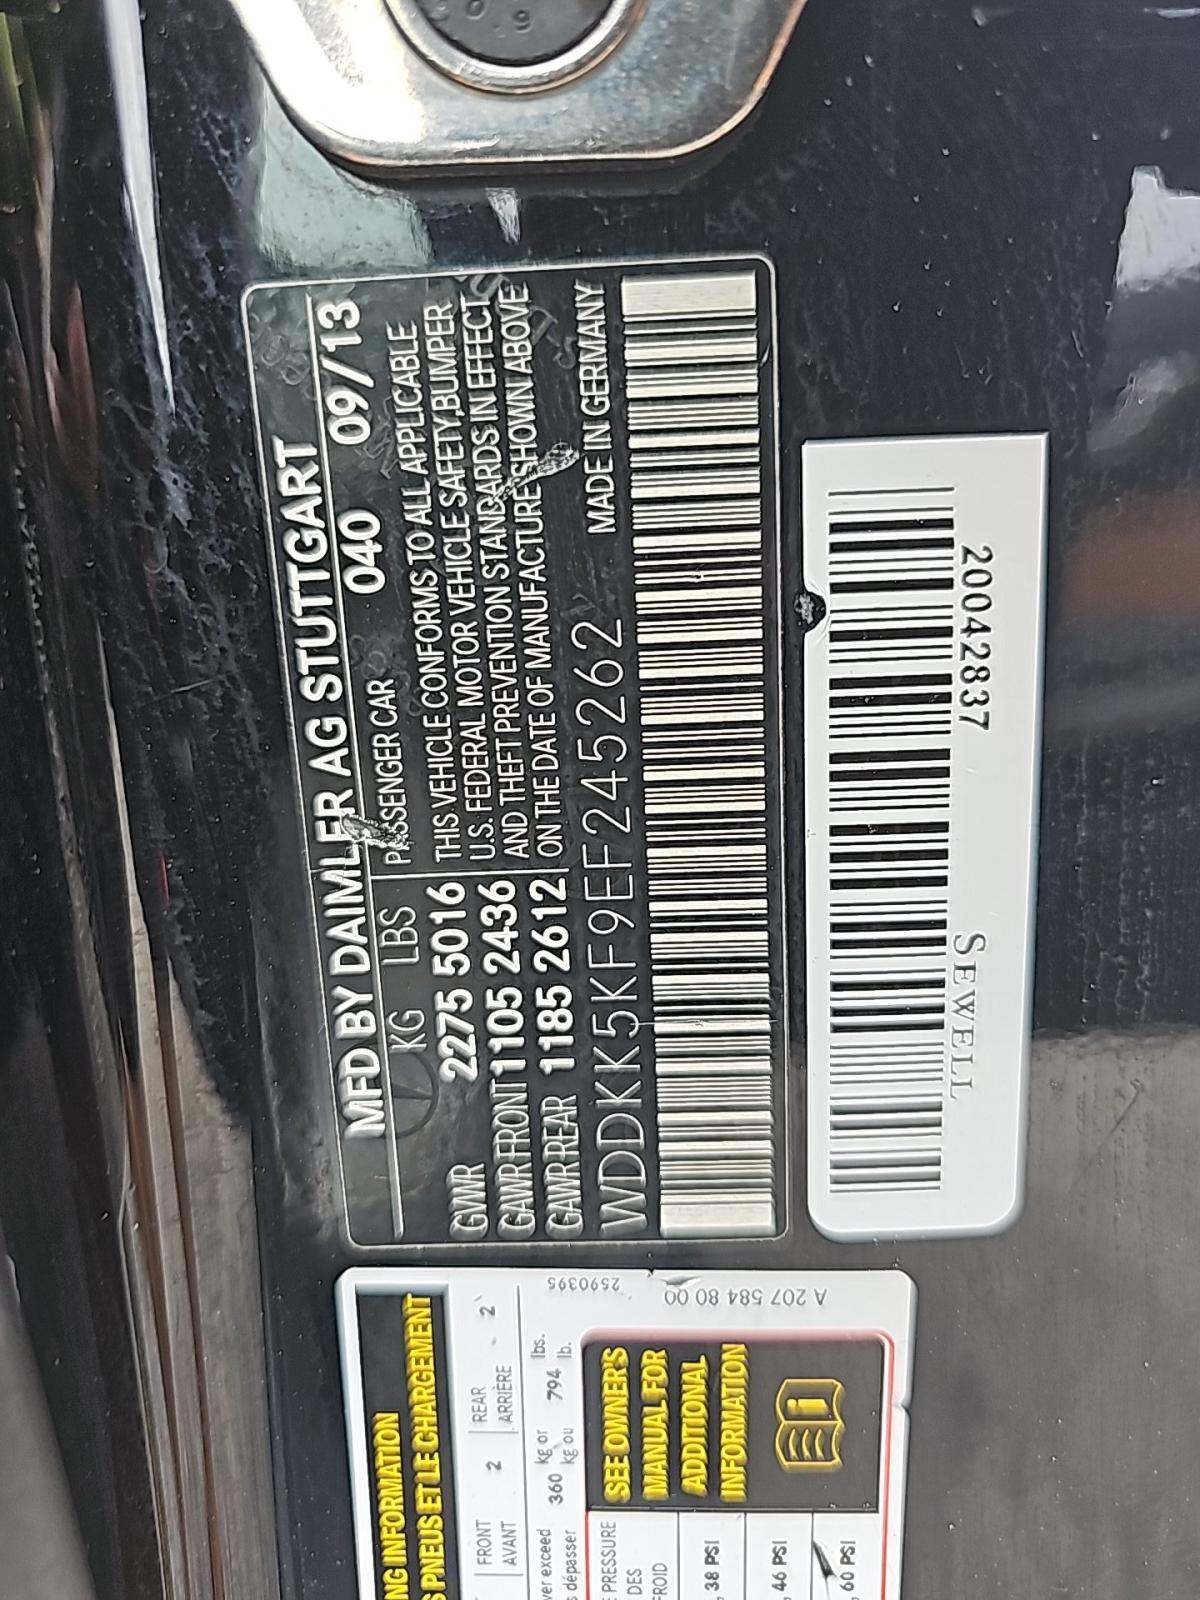 MFD BY DAIMLER AG STUTTGART
KG LBS PASSENGER CAR 040 09/13
GVWR 2275 5016
GAWR FRONT 1105 2436
GAWR REAR 1185 2612
THIS VEHICLE CONFORMS TO ALL APPLICABLE
U.S. FEDERAL MOTOR VEHICLE SAFETY,BUMPER
AND THEFT PREVENTION STANDARDS IN EFFECT
ON THE DATE OF MANUFACTURE SHOWN ABOVE
MADE IN GERMANY
WDDKK5KF9EF245262
20042837
SEWELL
NG INFORMATION
S PNEUS ET LE CHARGEMENT
FRONT 2 REAR 2
AVANT ARRIÈRE
ver exceed 360 kg or 794 lbs.
s dépasser kg ou lb.
PRESSURE
DES
FROID
, 38 PSI
, 46 PSI
, 60 PSI
SEE OWNER'S
MANUAL FOR
ADDITIONAL
INFORMATION
2590395
A 207 584 80 00